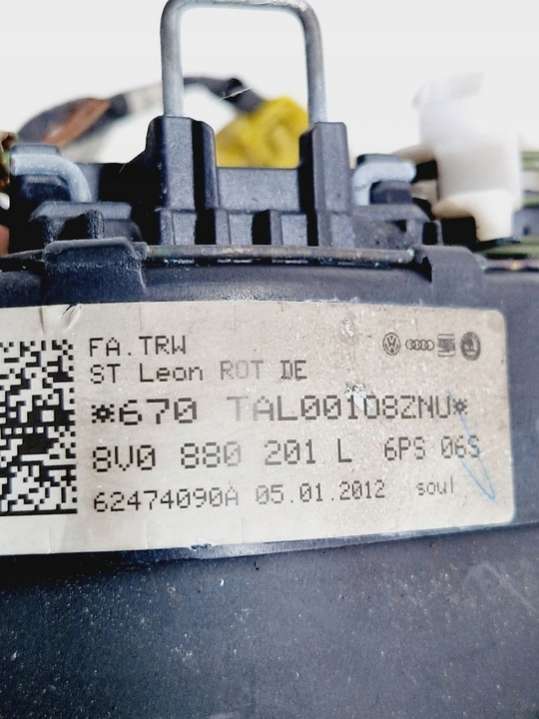 FA.TRW
ST Leon ROT DE
*670 TAL00108ZNU*
8V0 880 201 L 6PS 06S
62474090A 05.01.2012 soul